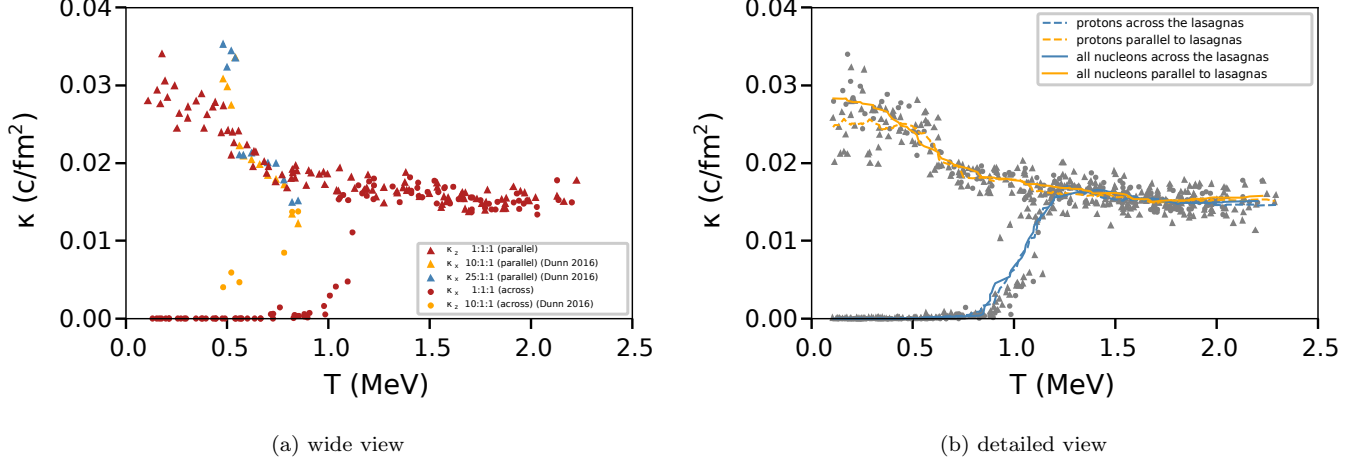 0.04
0.03
0.02
0.01
0.00
κ (c/fm²)
κ z 1:1:1 (parallel)
κ x 10:1:1 (parallel) (Dunn 2016)
κ x 25:1:1 (parallel) (Dunn 2016)
κ x 1:1:1 (across)
κ z 10:1:1 (across) (Dunn 2016)
0.0 0.5 1.0 1.5 2.0 2.5
T (MeV)
(a) wide view
0.04
0.03
0.02
0.01
0.00
κ (c/fm²)
protons across the lasagnas
protons parallel to lasagnas
all nucleons across the lasagnas
all nucleons parallel to lasagnas
0.0 0.5 1.0 1.5 2.0 2.5
T (MeV)
(b) detailed view